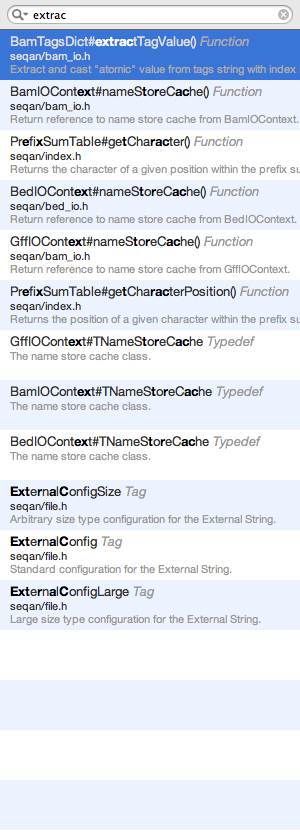 extrac
BamTagsDict#extractTagValue() Function
seqan/bam_io.h
Extract and cast "atomic" value from tags string with index
BamIOContext#nameStoreCache() Function
seqan/bam_io.h
Return reference to name store cache from BamIOContext.
PrefixSumTable#getCharacter() Function
seqan/index.h
Returns the character of a given position within the prefix su
BedIOContext#nameStoreCache() Function
seqan/bed_io.h
Return reference to name store cache from BedIOContext.
GffIOContext#nameStoreCache() Function
seqan/bam_io.h
Return reference to name store cache from GffIOContext.
PrefixSumTable#getCharacterPosition() Function
seqan/index.h
Returns the position of a given character within the prefix su
GffIOContext#TNameStoreCache Typedef
The name store cache class.
BamIOContext#TNameStoreCache Typedef
The name store cache class.
BedIOContext#TNameStoreCache Typedef
The name store cache class.
ExternalConfigSize Tag
seqan/file.h
Arbitrary size type configuration for the External String.
ExternalConfig Tag
seqan/file.h
Standard configuration for the External String.
ExternalConfigLarge Tag
seqan/file.h
Large size type configuration for the External String.